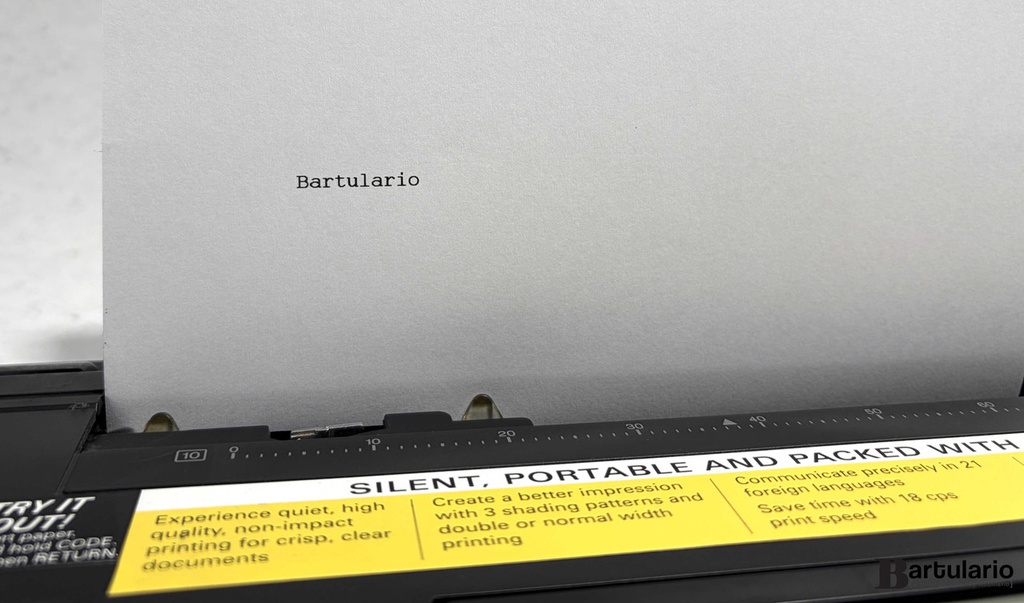 Bartulario
10 0 10 20 30 40 50 60
SILENT, PORTABLE AND PACKED WITH
TRY IT
OUT!
paper,
hold CODE,
RETURN.
Experience quiet, high
quality, non-impact
printing for crisp, clear
documents
Create a better impression
with 3 shading patterns and
double or normal width
printing
Communicate precisely in 21
foreign languages
Save time with 18 cps
print speed
Bartulario